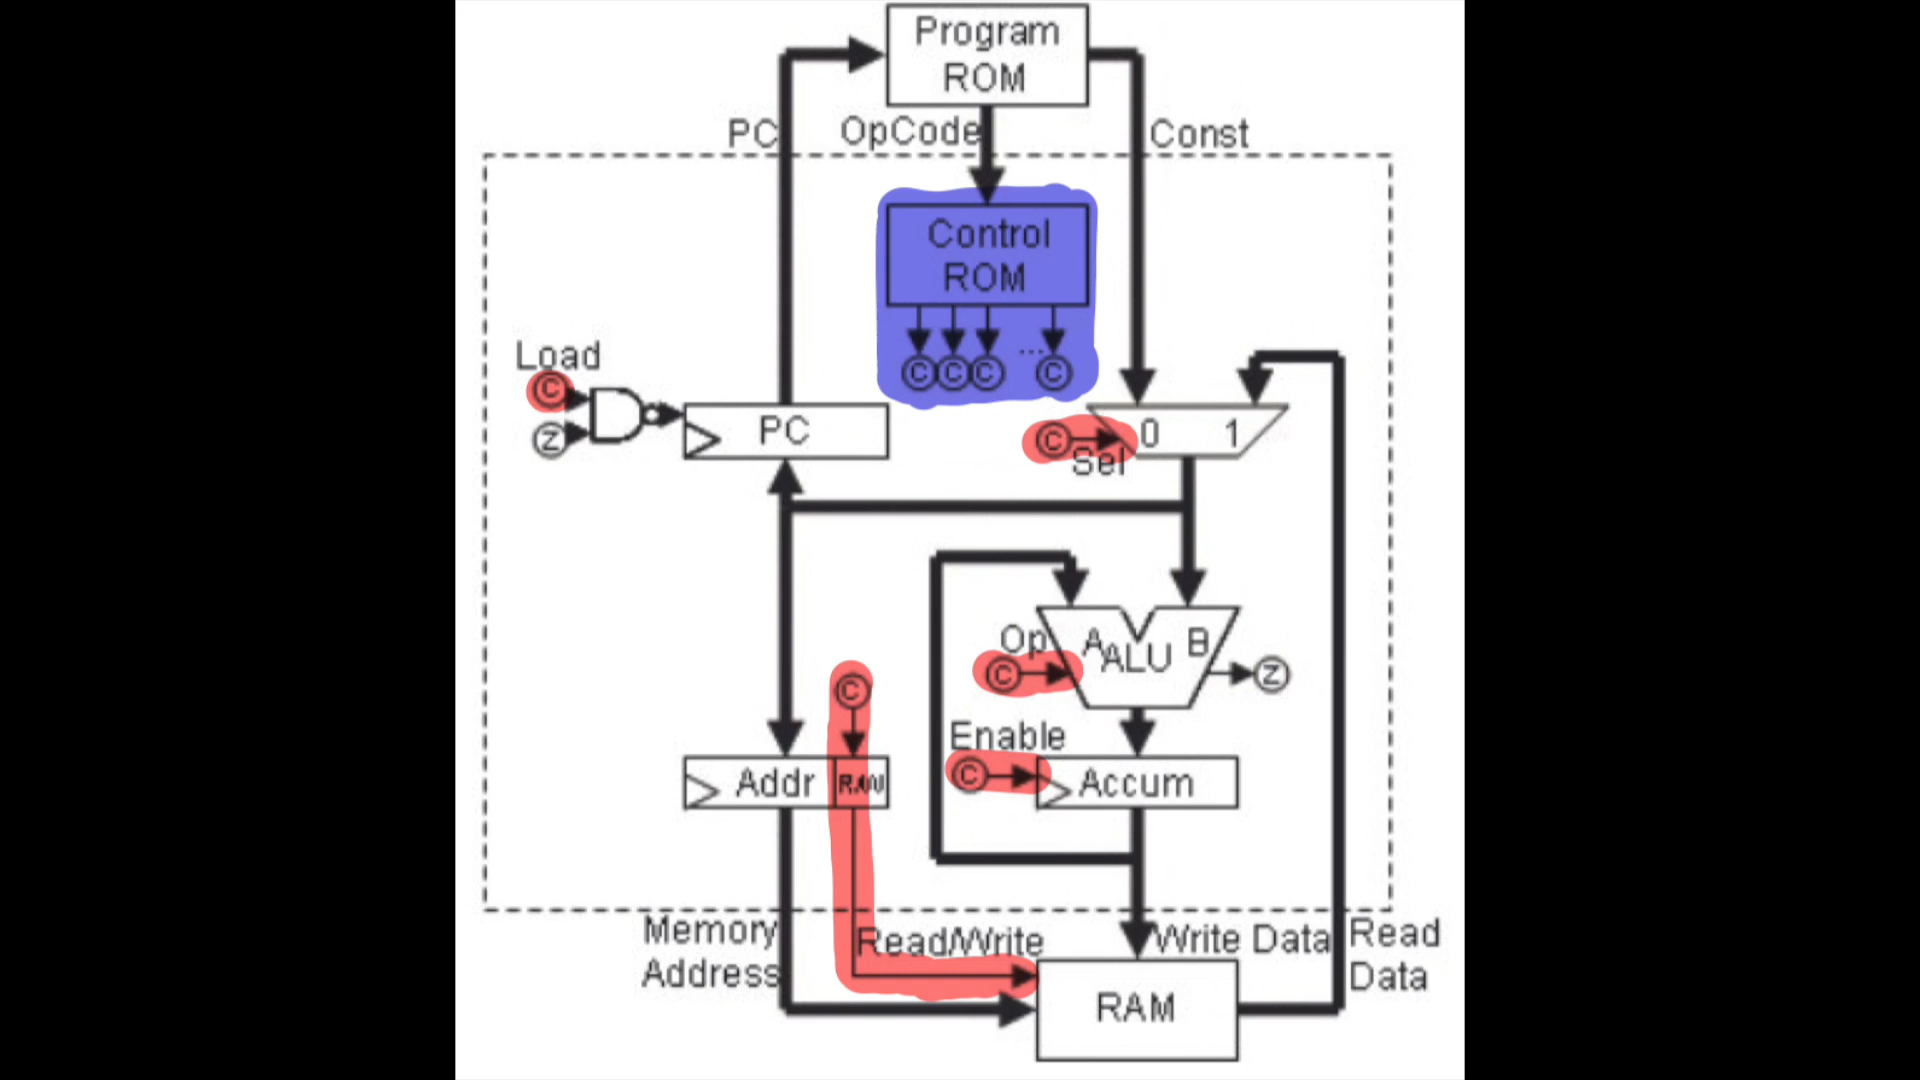 Program
ROM
PC
OpCode
Const
Control
ROM
C
C
C
...
C
Load
C
Z
PC
C
Sel
0
1
Op
C
A
ALU
B
Z
C
Enable
C
Addr
R/W
Accum
Memory
Address
Read/Write
Write Data
Read
Data
RAM